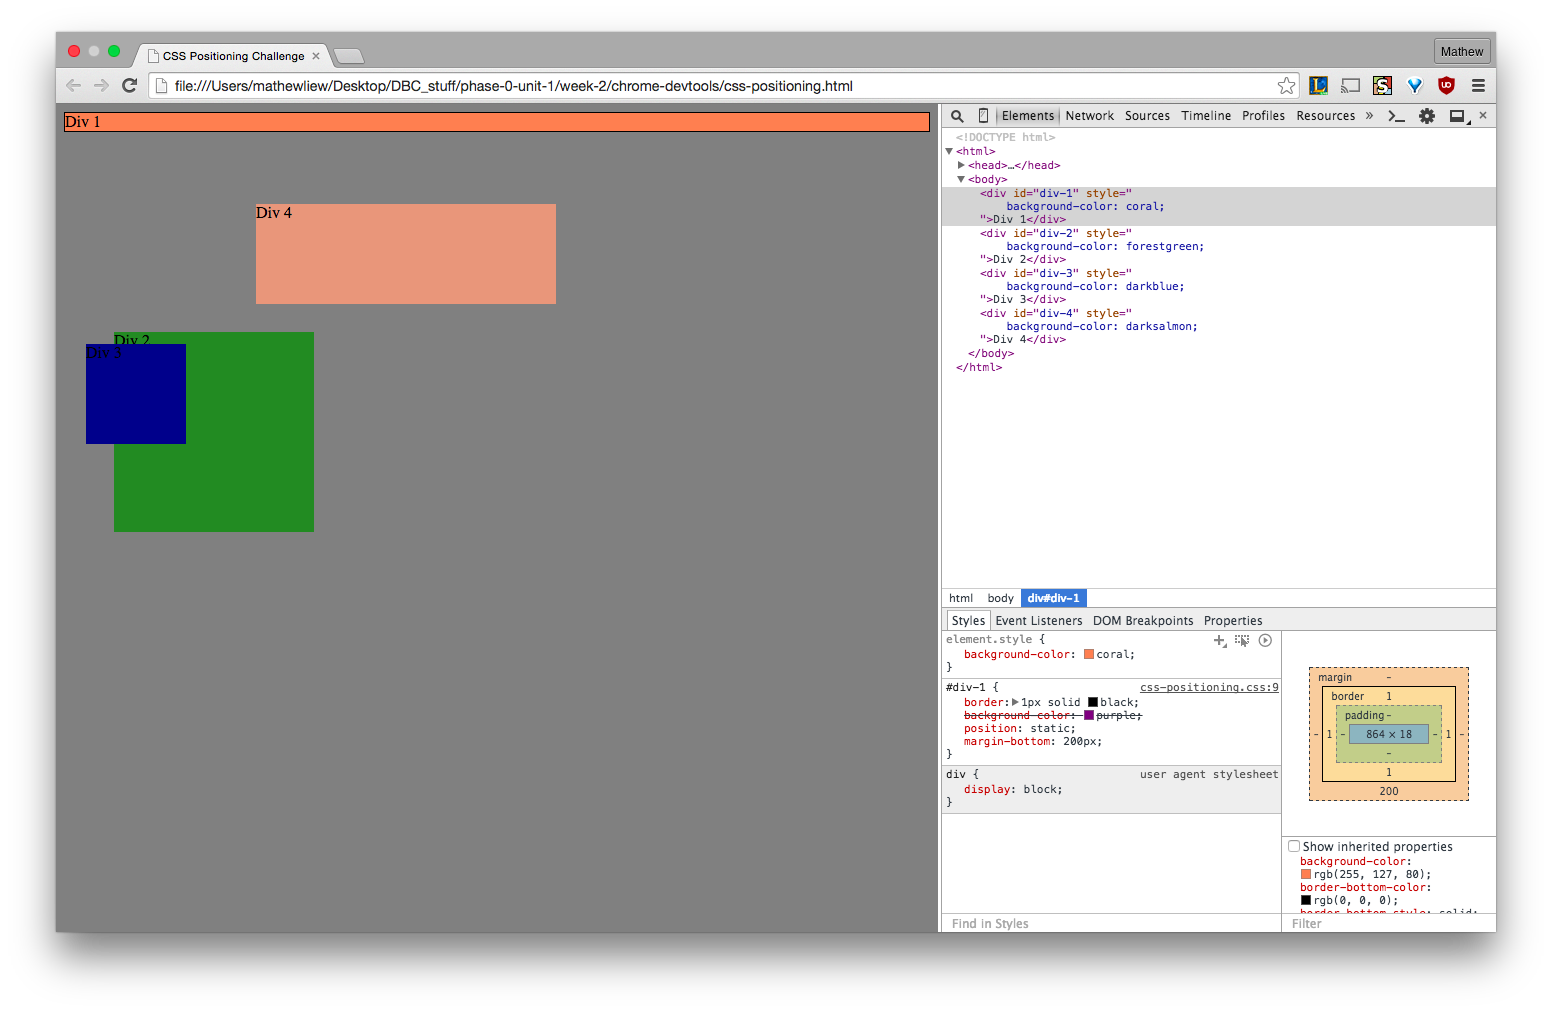 CSS Positioning Challenge
Mathew
file:///Users/mathewliew/Desktop/DBC_stuff/phase-0-unit-1/week-2/chrome-devtools/css-positioning.html
Div 1
Div 4
Div 2
Div 3
Elements Network Sources Timeline Profiles Resources »
<!DOCTYPE html>
<html>
<head>…</head>
<body>
<div id="div-1" style="
background-color: coral;
">Div 1</div>
<div id="div-2" style="
background-color: forestgreen;
">Div 2</div>
<div id="div-3" style="
background-color: darkblue;
">Div 3</div>
<div id="div-4" style="
background-color: darksalmon;
">Div 4</div>
</body>
</html>
html body div#div-1
Styles Event Listeners DOM Breakpoints Properties
element.style {
background-color: coral;
}
#div-1 { css-positioning.css:9
border: 1px solid black;
background-color: purple;
position: static;
margin-bottom: 200px;
}
div { user agent stylesheet
display: block;
}
Find in Styles
margin -
border 1
padding -
- 1 - 864 × 18 - 1 -
-
1
200
Show inherited properties
background-color:
rgb(255, 127, 80);
border-bottom-color:
rgb(0, 0, 0);
border-bottom-style: solid;
Filter